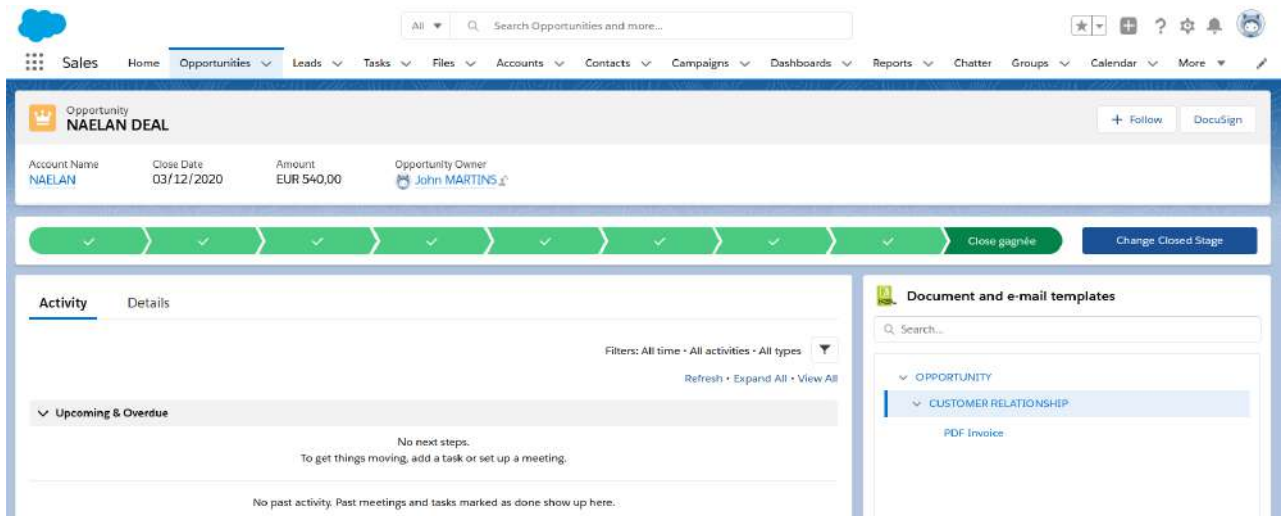 All
Search Opportunities and more...
Sales Home Opportunities Leads Tasks Files Accounts Contacts Campaigns Dashboards Reports Chatter Groups Calendar More
Opportunity
NAELAN DEAL
+ Follow DocuSign
Account Name Close Date Amount Opportunity Owner
NAELAN 03/12/2020 EUR 540,00 John MARTINS
Close gagnée
Change Closed Stage
Activity Details
Filters: All time • All activities • All types
Refresh • Expand All • View All
Upcoming & Overdue
No next steps.
To get things moving, add a task or set up a meeting.
No past activity. Past meetings and tasks marked as done show up here.
Document and e-mail templates
Search...
OPPORTUNITY
CUSTOMER RELATIONSHIP
PDF Invoice